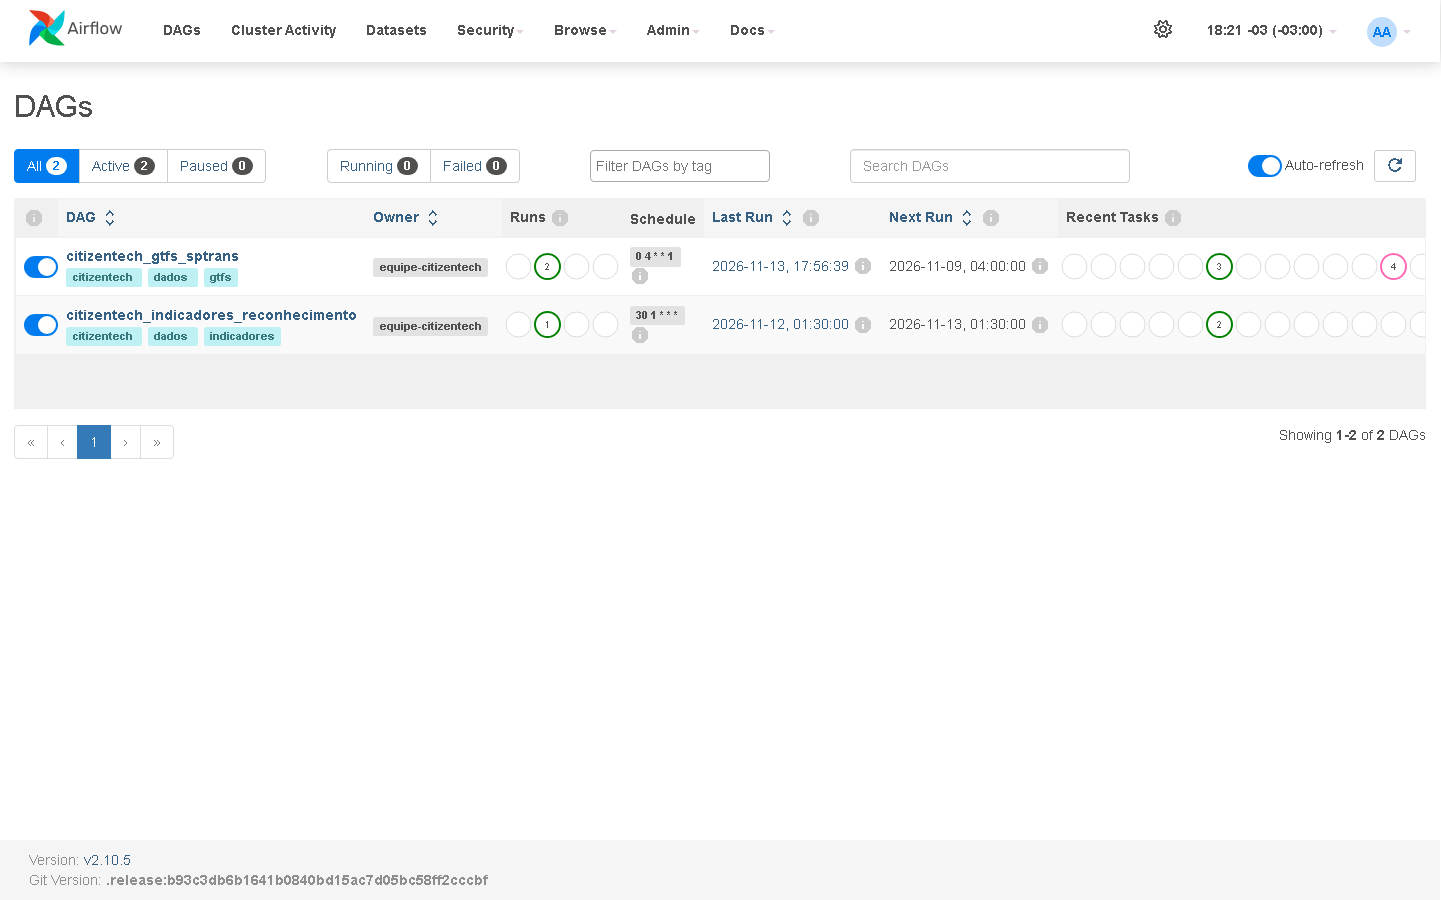 Airflow DAGs Cluster Activity Datasets Security Browse Admin Docs 18:21 -03 (-03:00) AA
DAGs
All 2 Active 2 Paused 0 Running 0 Failed 0 Filter DAGs by tag Search DAGs Auto-refresh
DAG Owner Runs Schedule Last Run Next Run Recent Tasks
citizentech_gtfs_sptrans equipe-citizentech 2 0 4 * * 1 2026-11-13, 17:56:39 2026-11-09, 04:00:00 3 4
citizentech dados gtfs
citizentech_indicadores_reconhecimento equipe-citizentech 1 30 1 * * * 2026-11-12, 01:30:00 2026-11-13, 01:30:00 2
citizentech dados indicadores
« ‹ 1 › » Showing 1-2 of 2 DAGs
Version: v2.10.5
Git Version: .release:b93c3db6b1641b0840bd15ac7d05bc58ff2cccbf